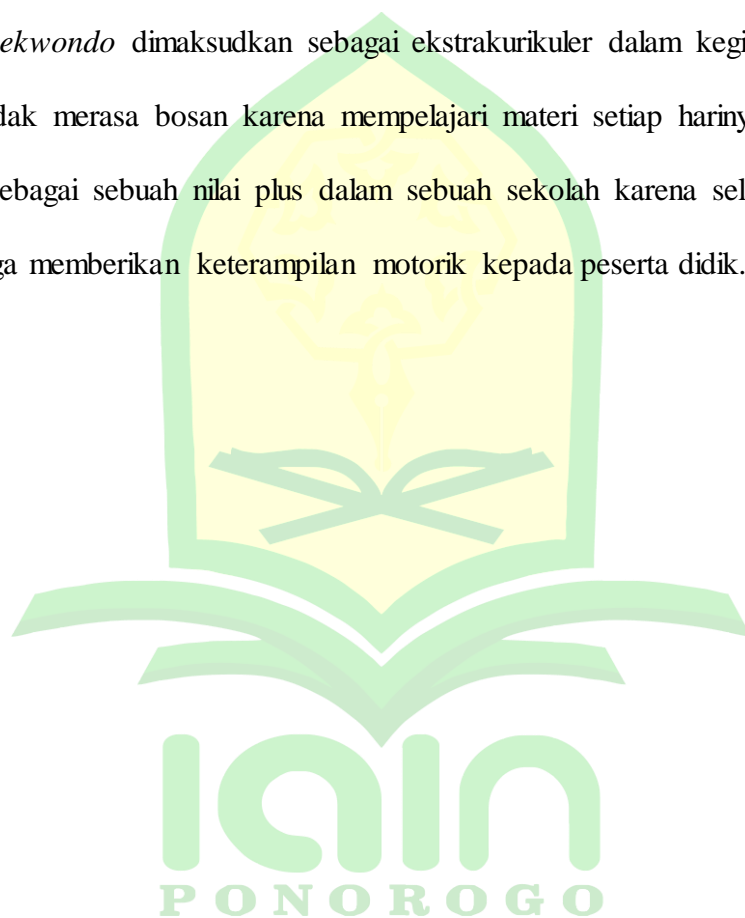 ekwondo dimaksudkan sebagai ekstrakurikuler dalam kegi
dak merasa bosan karena mempelajari materi setiap hariny
ebagai sebuah nilai plus dalam sebuah sekolah karena sel
ga memberikan keterampilan motorik kepada peserta didik.
IAIN
PONOROGO